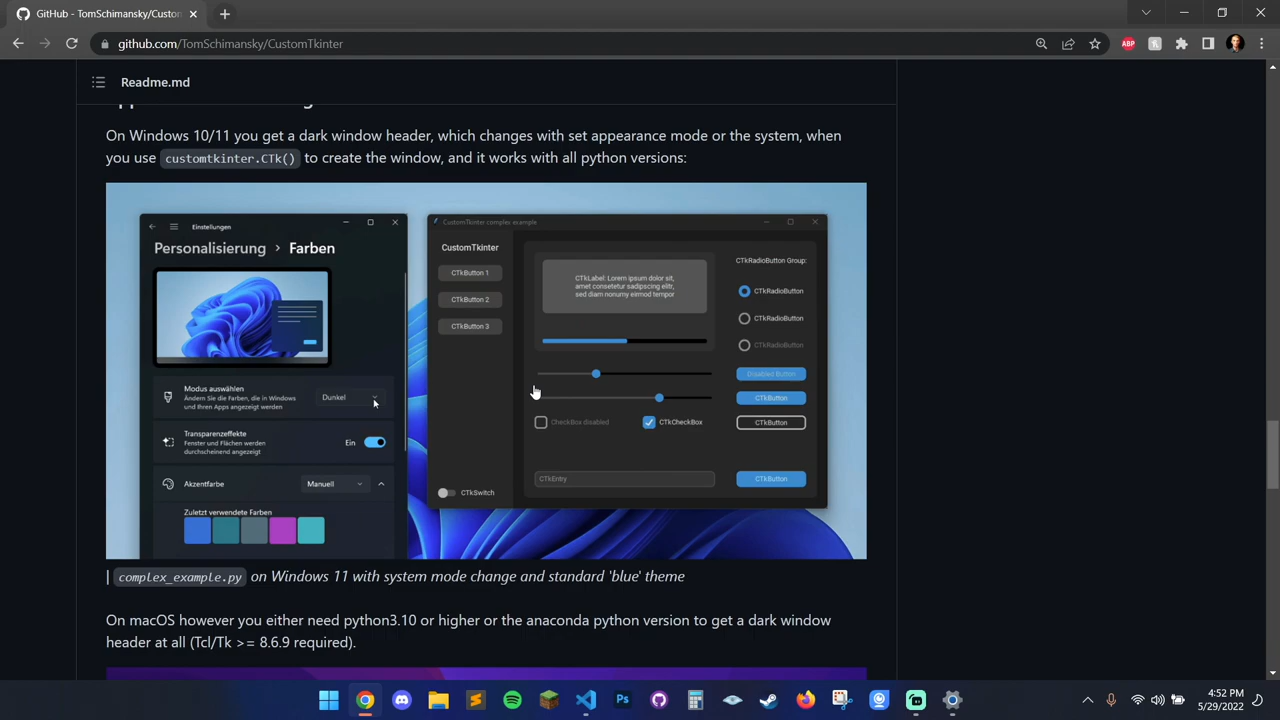 GitHub - TomSchimansky/Custom
github.com/TomSchimansky/CustomTkinter
ABP
Readme.md
On Windows 10/11 you get a dark window header, which changes with set appearance mode or the system, when
you use customtkinter.CTk() to create the window, and it works with all python versions:
Einstellungen
Personalisierung > Farben
Modus auswählen
Ändern Sie die Farben, die in Windows
und Ihren Apps angezeigt werden
Dunkel
Transparenzeffekte
Fenster und Flächen werden
durchscheinend angezeigt
Ein
Akzentfarbe
Manuell
Zuletzt verwendete Farben
CustomTkinter complex example
CustomTkinter
CTkButton 1
CTkButton 2
CTkButton 3
CTkSwitch
CTkLabel: Lorem ipsum dolor sit,
amet consetetur sadipscing elitr,
sed diam nonumy eirmod tempor
CheckBox disabled
CTkCheckBox
CTkEntry
CTkRadioButton Group:
CTkRadioButton
CTkRadioButton
CTkRadioButton
Disabled Button
CTkButton
CTkButton
CTkButton
| complex_example.py on Windows 11 with system mode change and standard 'blue' theme
On macOS however you either need python3.10 or higher or the anaconda python version to get a dark window
header at all (Tcl/Tk >= 8.6.9 required).
Ps
4:52 PM
5/29/2022